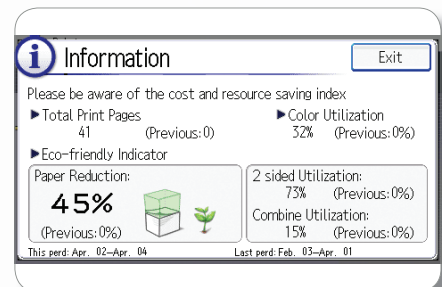 Information
Exit
Please be aware of the cost and resource saving index
Total Print Pages
41 (Previous:0)
Color Utilization
32% (Previous:0%)
Eco-friendly Indicator
Paper Reduction:
45%
(Previous:0%)
2 sided Utilization:
73% (Previous:0%)
Combine Utilization:
15% (Previous:0%)
This perd: Apr. 02—Apr. 04
Last perd: Feb. 03—Apr. 01